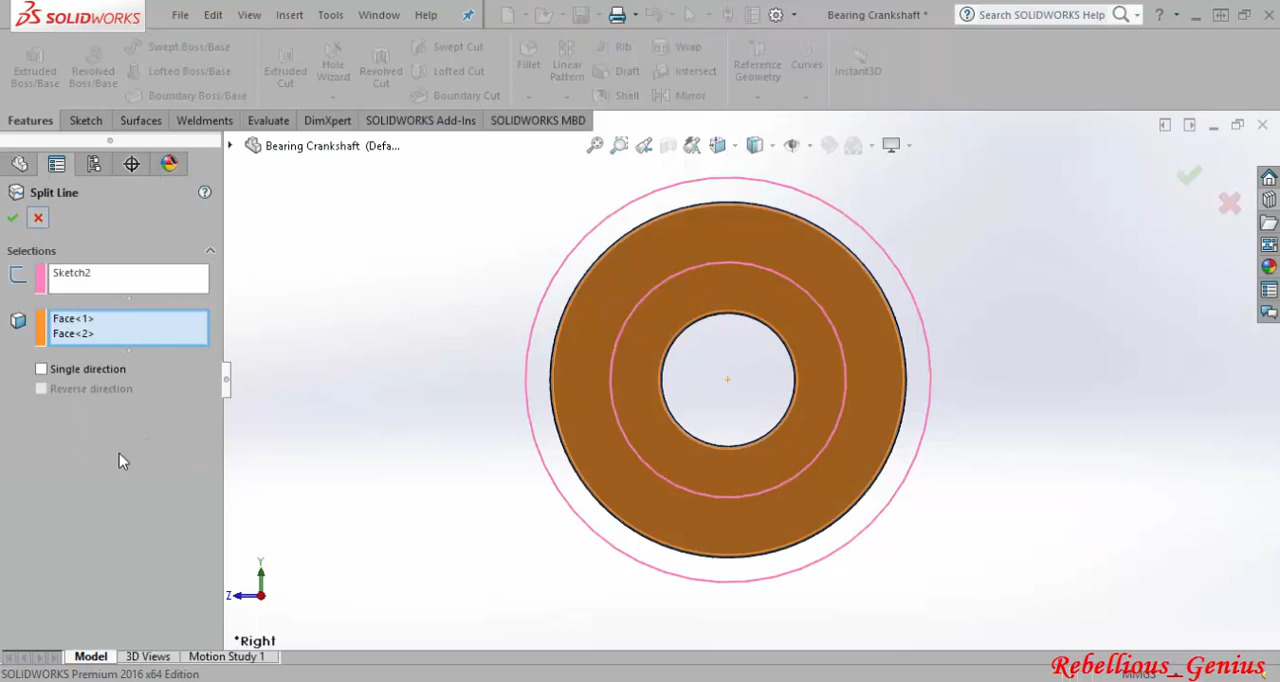 SOLIDWORKS File Edit View Insert Tools Window Help Bearing Crankshaft * Search SOLIDWORKS Help
Extruded Boss/Base Revolved Boss/Base Swept Boss/Base Lofted Boss/Base Boundary Boss/Base Extruded Cut Hole Wizard Revolved Cut Swept Cut Lofted Cut Boundary Cut Fillet Linear Pattern Rib Draft Shell Wrap Intersect Mirror Reference Geometry Curves Instant3D
Features Sketch Surfaces Weldments Evaluate DimXpert SOLIDWORKS Add-Ins SOLIDWORKS MBD
Bearing Crankshaft (Defa...
Split Line
Selections
Sketch2
Face<1>
Face<2>
Single direction
Reverse direction
Y
Z
*Right
Model 3D Views Motion Study 1
SOLIDWORKS Premium 2016 x64 Edition
Rebellious_Genius
MMGS